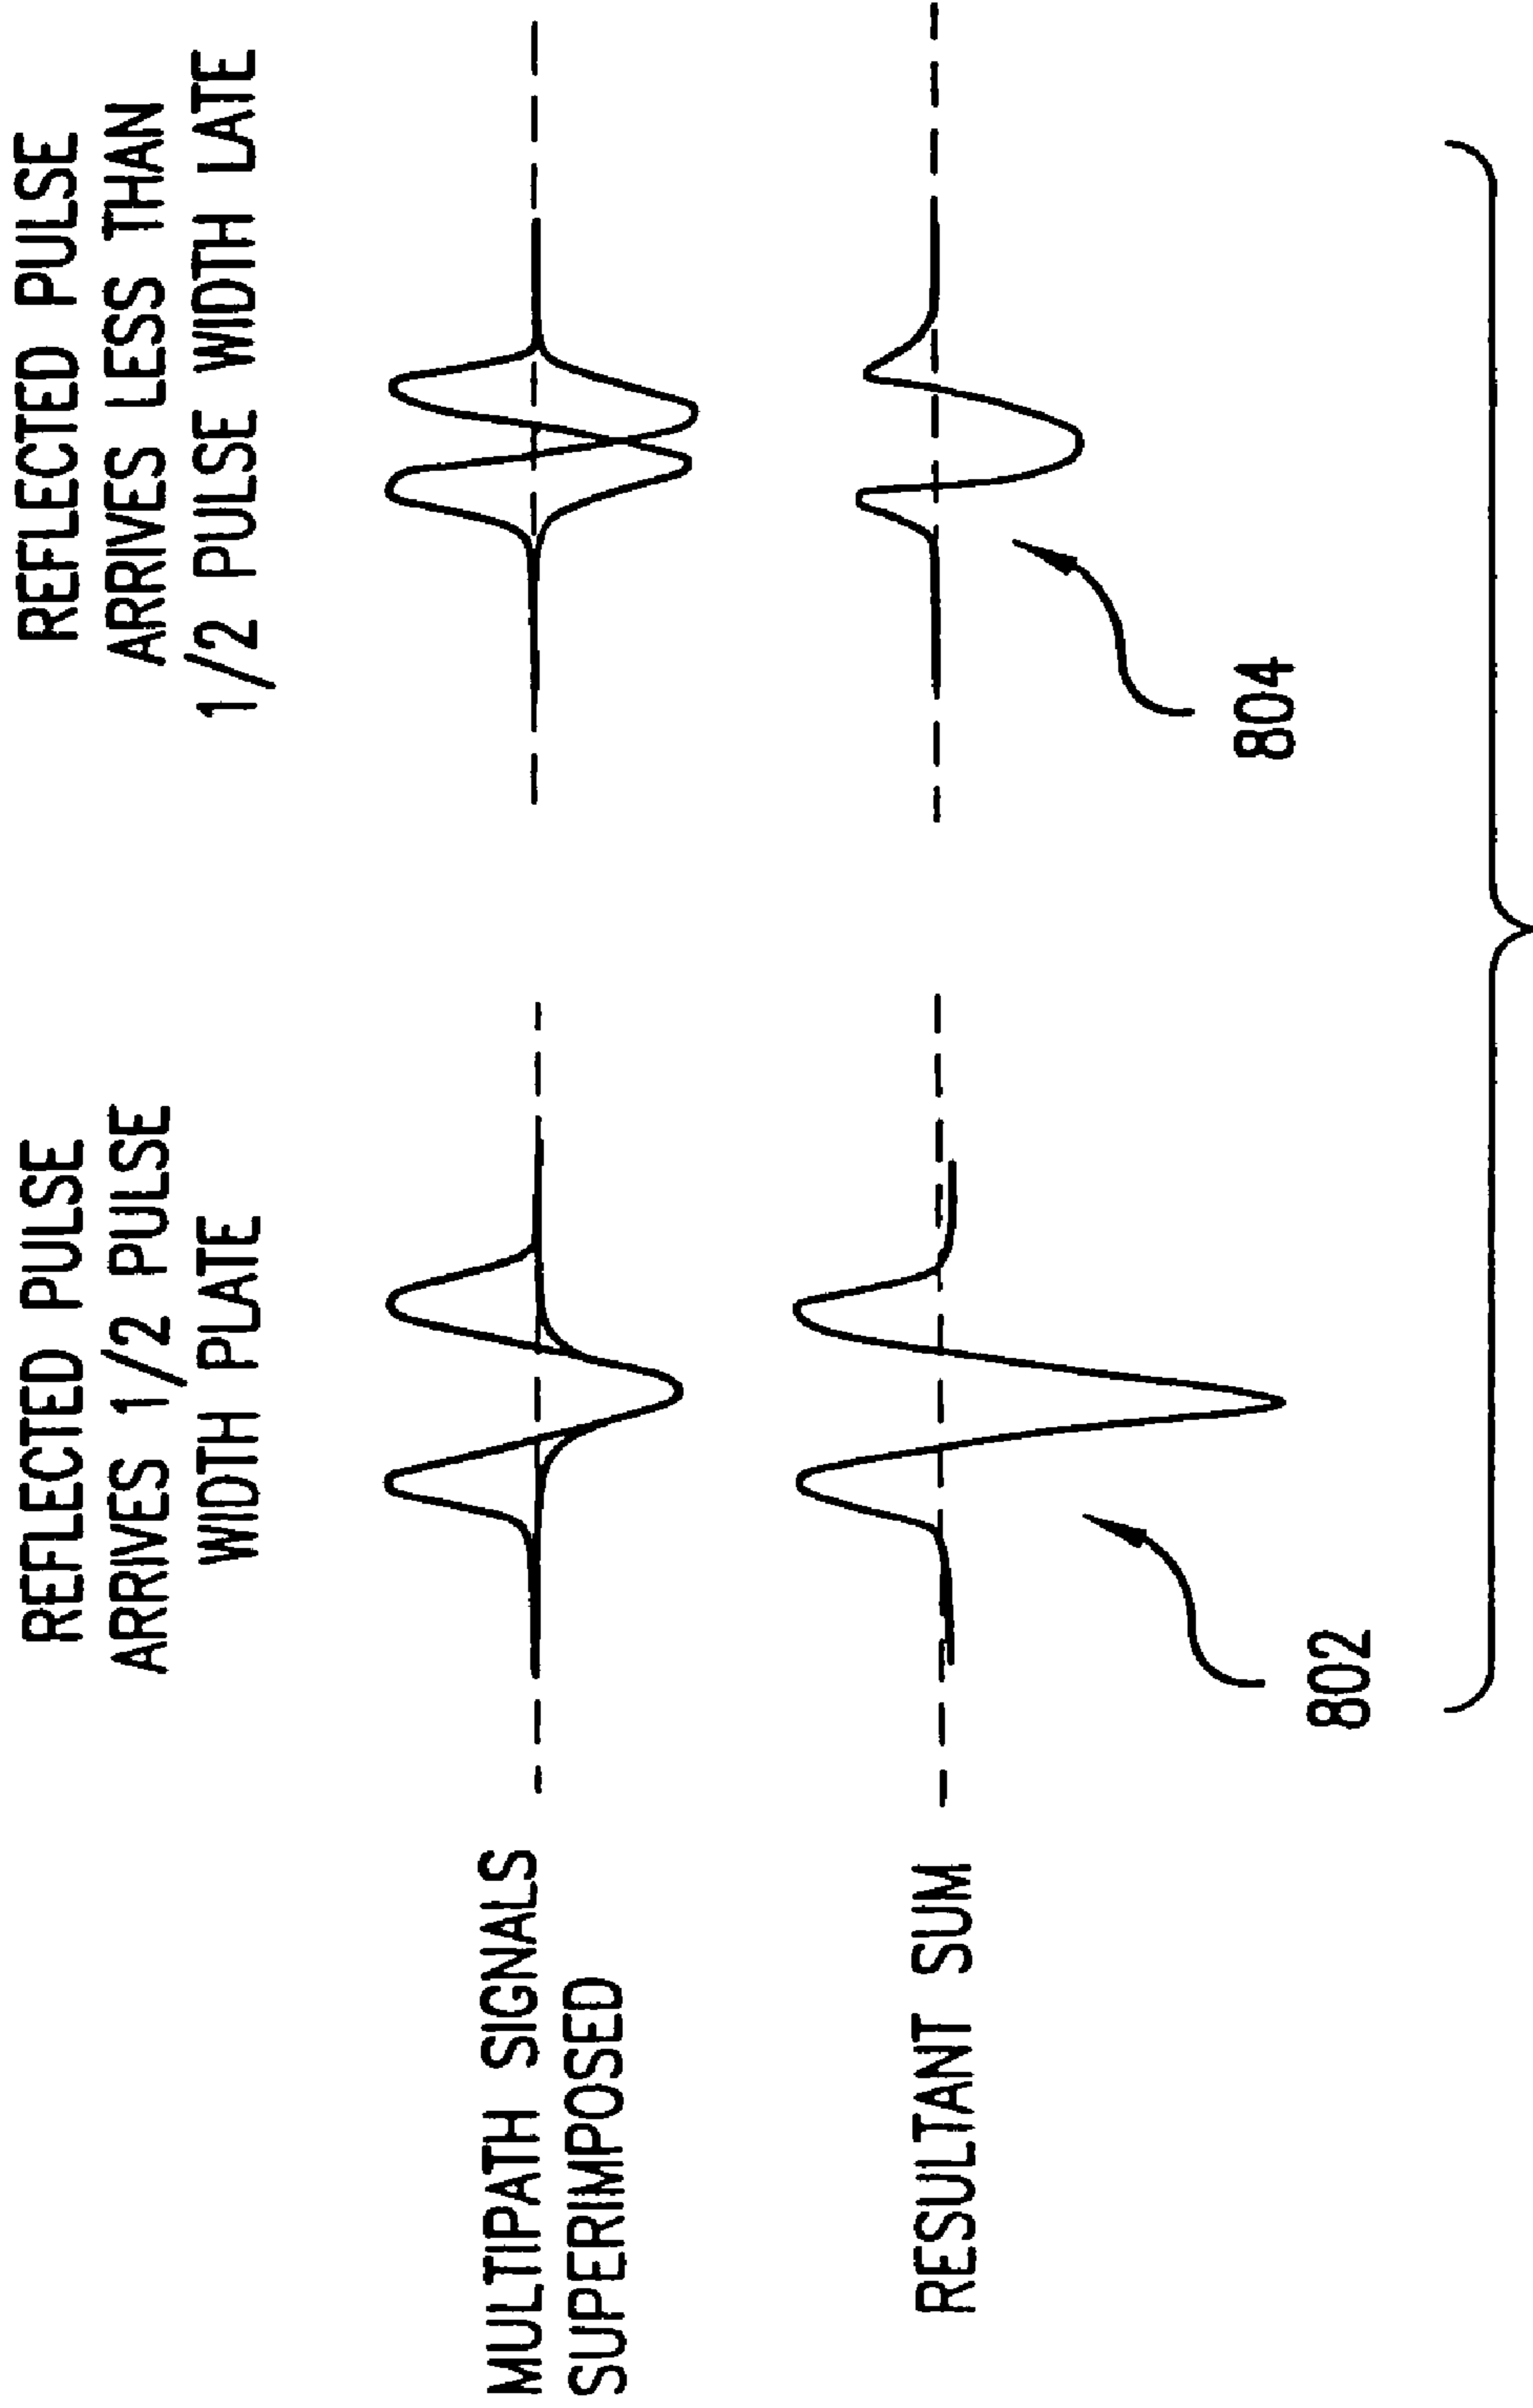 REFLECTED PULSE
ARRIVES 1/2 PULSE
WIDTH PLATE
REFLECTED PULSE
ARRIVES LESS THAN
1/2 PULSE WIDTH LATE
MULTIPATH SIGNALS
SUPERIMPOSED
RESULTANT SUM
802
804